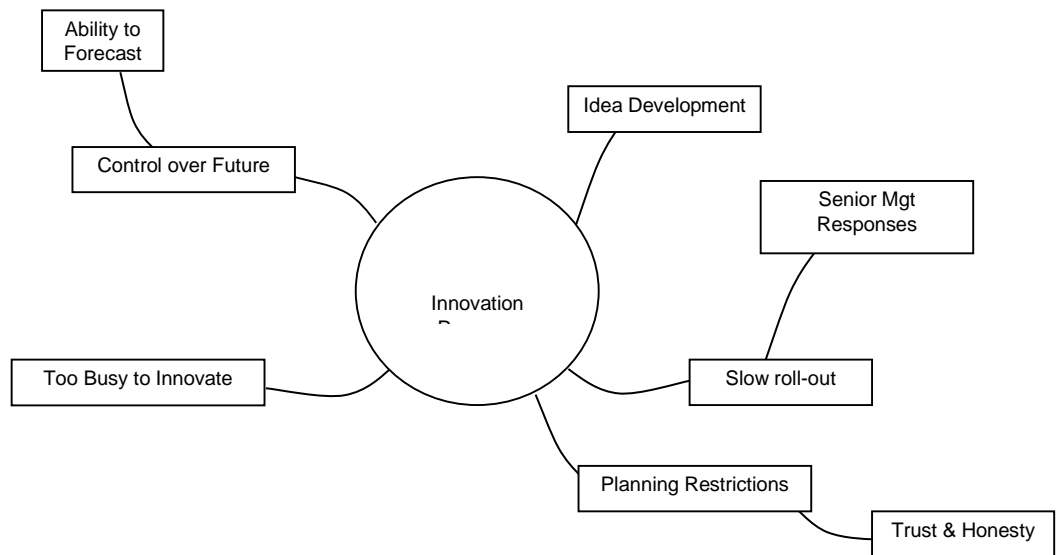 Ability to
Forecast
Idea Development
Control over Future
Senior Mgt
Responses
Innovation
Too Busy to Innovate
Slow roll-out
Planning Restrictions
Trust & Honesty